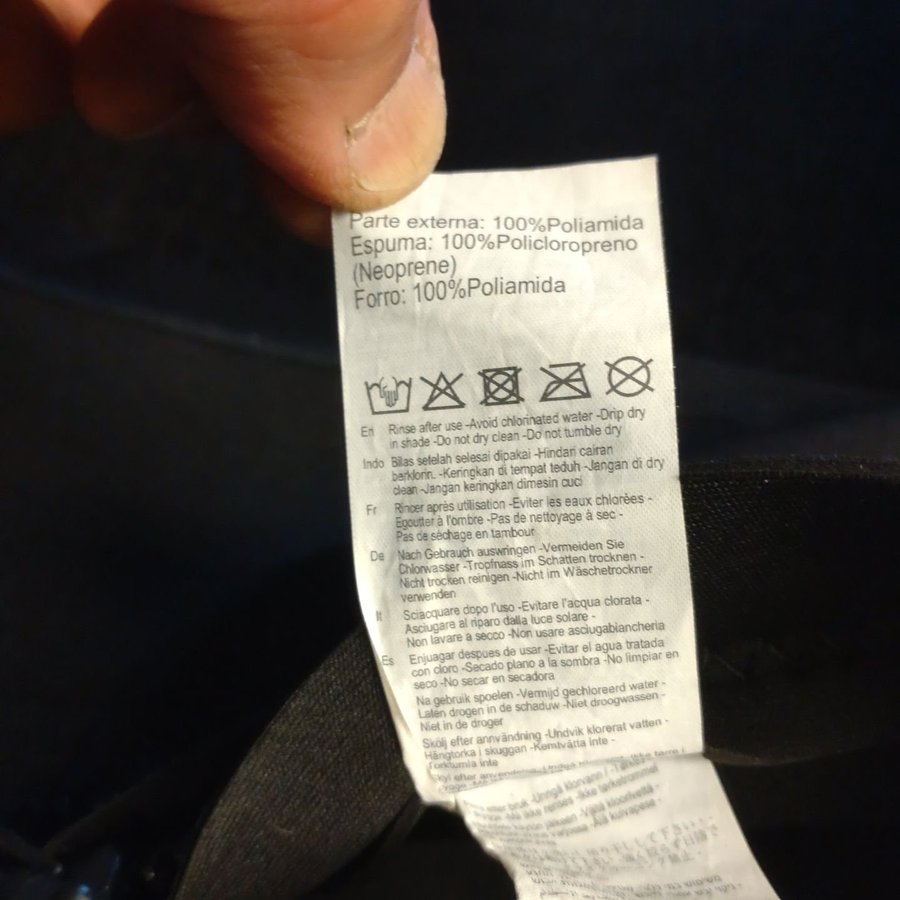 Parte externa: 100%Poliamida
Espuma: 100%Policloropreno
(Neoprene)
Forro: 100%Poliamida
En Rinse after use -Avoid chlorinated water -Drip dry
in shade -Do not dry clean -Do not tumble dry
Indo Bilas setelah selesai dipakai -Hindari cairan
berklorin. -Keringkan di tempat teduh -Jangan di dry
clean -Jangan keringkan dimesin cuci
Fr Rincer après utilisation -Eviter les eaux chlorées -
Egoutter à l'ombre -Pas de nettoyage à sec -
Pas de séchage en tambour
De Nach Gebrauch auswringen -Vermeiden Sie
Chlorwasser -Tropfnass im Schatten trocknen -
Nicht trocken reinigen -Nicht im Wäschetrockner
verwenden
It Sciacquare dopo l'uso -Evitare l'acqua clorata -
Asciugare al riparo dalla luce solare -
Non lavare a secco -Non usare asciugabiancheria
Es Enjuagar despues de usar -Evitar el agua tratada
con cloro -Secado plano a la sombra -No limpiar en
seco -No secar en secadora
Na gebruik spoelen -Vermijd gechloreerd water -
Laten drogen in de schaduw -Niet droogwassen -
Niet in de droger
Skölj efter användning -Undvik klorerat vatten -
Hängtorka i skuggan -Kemtvätta inte -
Torktumla inte